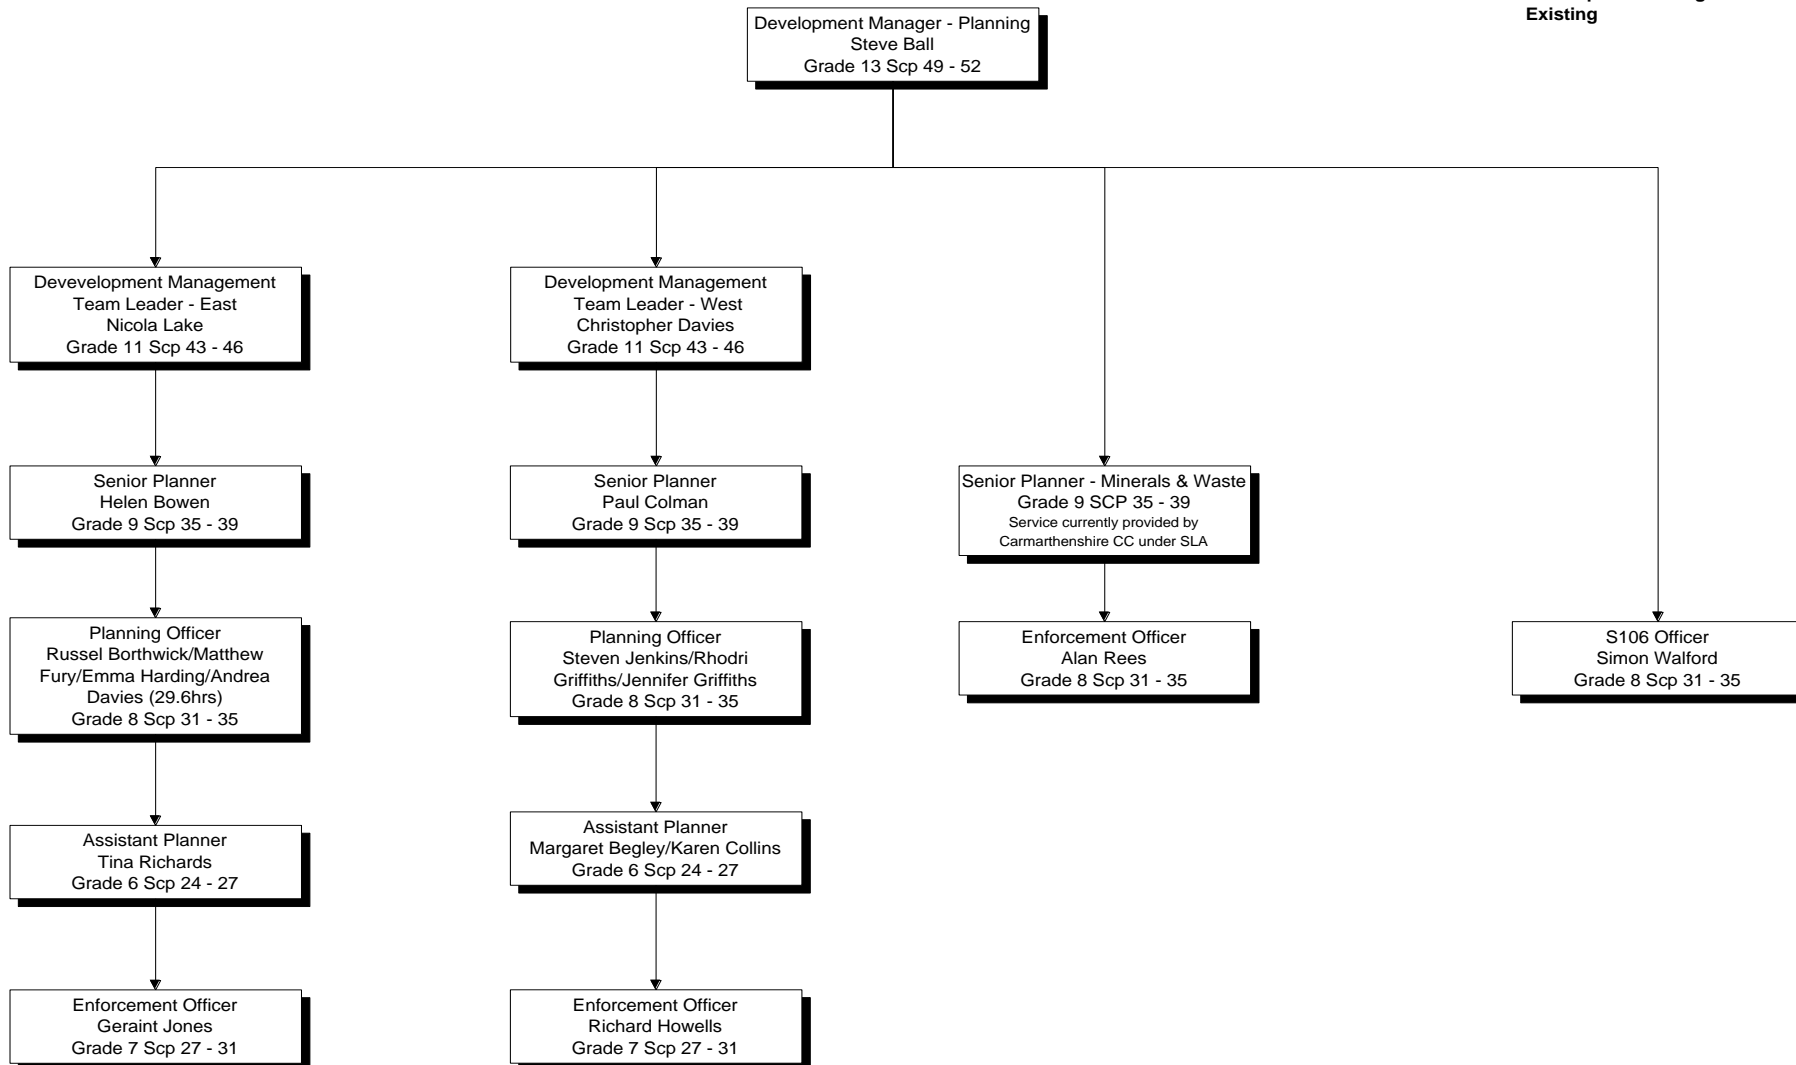 Existing
Development Manager - Planning
Steve Ball
Grade 13 Scp 49 - 52
Devevelopment Management
Team Leader - East
Nicola Lake
Grade 11 Scp 43 - 46
Development Management
Team Leader - West
Christopher Davies
Grade 11 Scp 43 - 46
Senior Planner
Helen Bowen
Grade 9 Scp 35 - 39
Senior Planner
Paul Colman
Grade 9 Scp 35 - 39
Senior Planner - Minerals & Waste
Grade 9 SCP 35 - 39
Service currently provided by
Carmarthenshire CC under SLA
Planning Officer
Russel Borthwick/Matthew
Fury/Emma Harding/Andrea
Davies (29.6hrs)
Grade 8 Scp 31 - 35
Planning Officer
Steven Jenkins/Rhodri
Griffiths/Jennifer Griffiths
Grade 8 Scp 31 - 35
Enforcement Officer
Alan Rees
Grade 8 Scp 31 - 35
S106 Officer
Simon Walford
Grade 8 Scp 31 - 35
Assistant Planner
Tina Richards
Grade 6 Scp 24 - 27
Assistant Planner
Margaret Begley/Karen Collins
Grade 6 Scp 24 - 27
Enforcement Officer
Geraint Jones
Grade 7 Scp 27 - 31
Enforcement Officer
Richard Howells
Grade 7 Scp 27 - 31